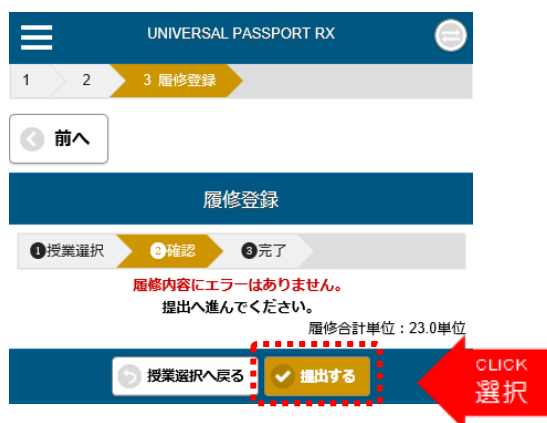 UNIVERSAL PASSPORT RX
1 2 3 履修登録
前へ
履修登録
❶授業選択 ❷確認 ❸完了
履修内容にエラーはありません。
提出へ進んでください。
履修合計単位：23.0単位
授業選択へ戻る 提出する
CLICK
選択